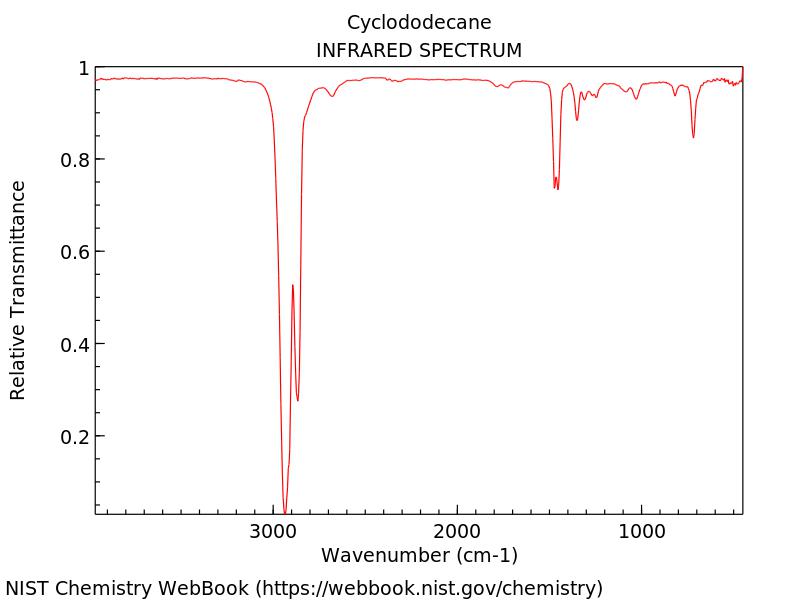 Cyclododecane
INFRARED SPECTRUM
1
0.8
0.6
0.4
0.2
Relative Transmittance
3000 2000 1000
Wavenumber (cm-1)
NIST Chemistry WebBook (https://webbook.nist.gov/chemistry)